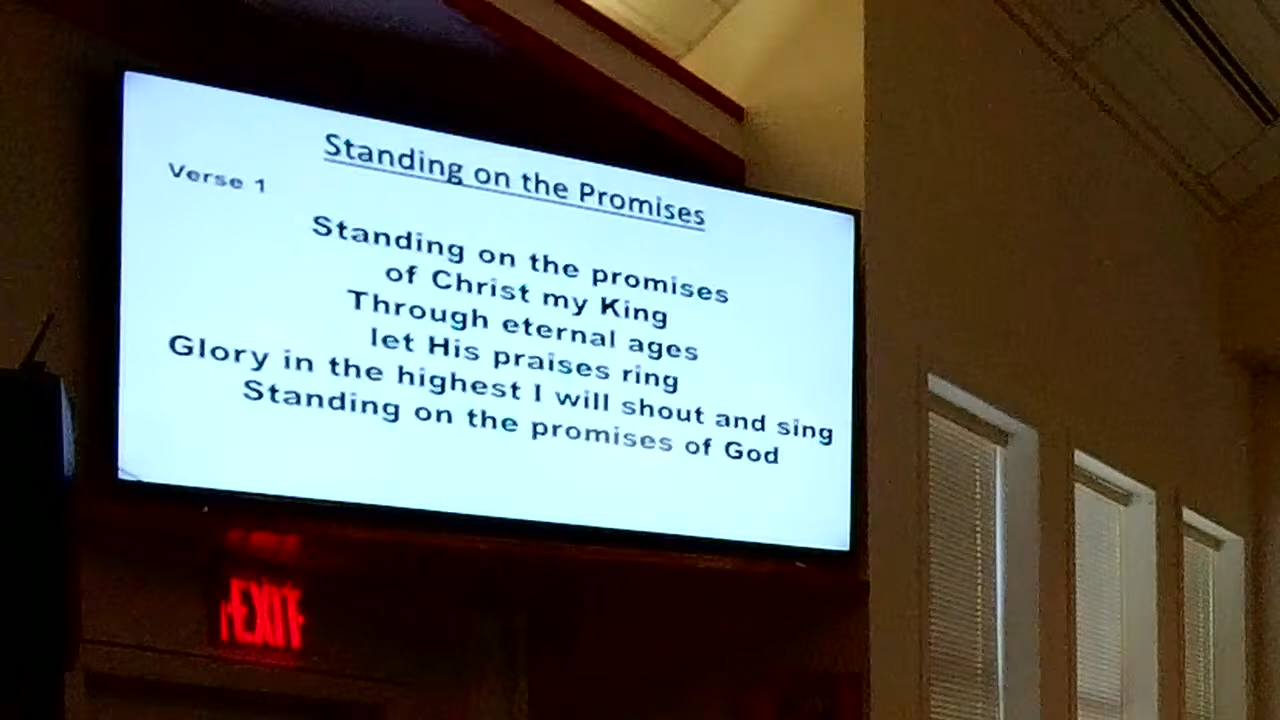 Standing on the Promises
Verse 1
Standing on the promises
of Christ my King
Through eternal ages
let His praises ring
Glory in the highest I will shout and sing
Standing on the promises of God
EXIT